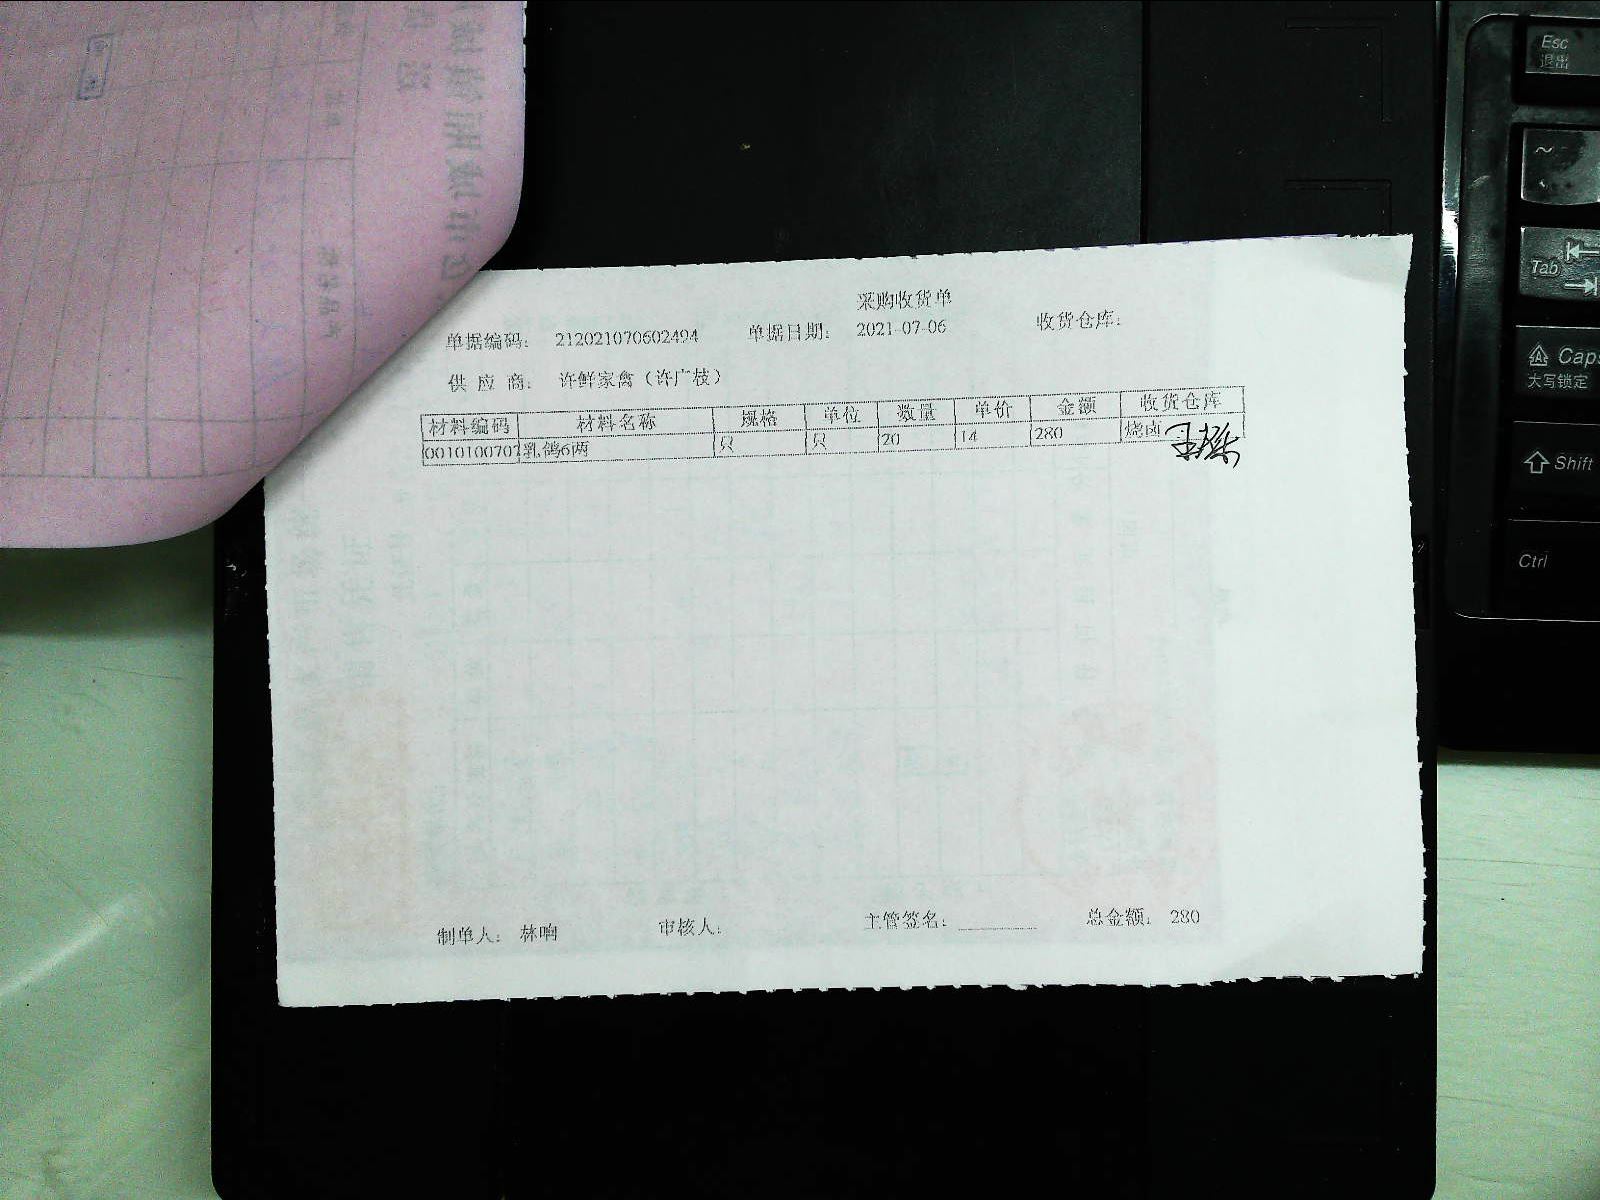 采购收货单
单据编码： 212021070602494 单据日期： 2021-07-06 收货仓库：
供 应 商： 许鲜家禽（许广枝）
材料编码 材料名称 规格 单位 数量 单价 金额 收货仓库
0010100707 乳鸽6两 只 只 20 14 280 烧卤
制单人： 林响 审核人： 主管签名： 总金额： 280
Esc
退出
~
Tab
Caps
大写锁定
Shift
Ctrl